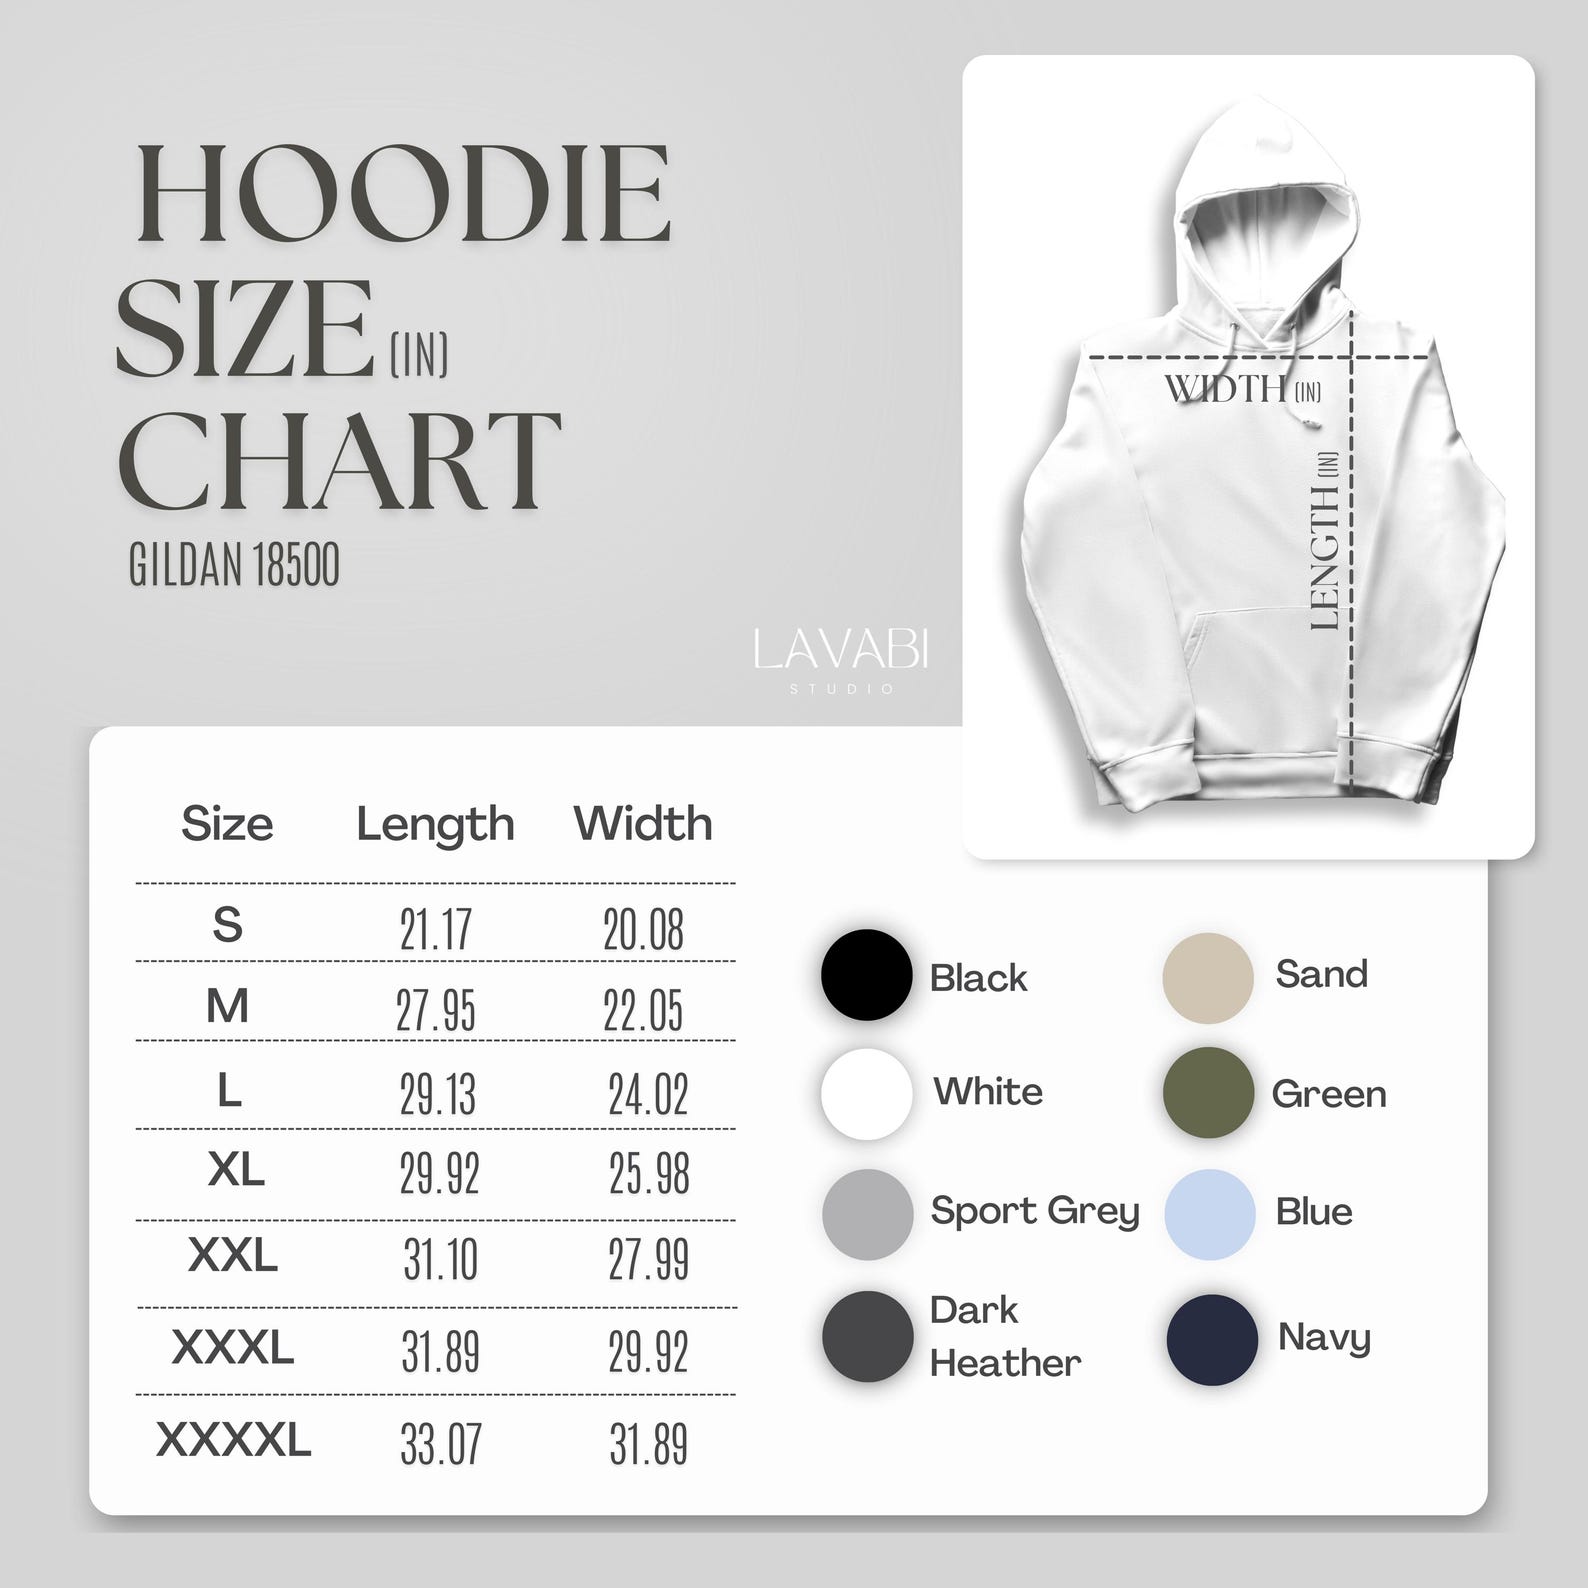 HOODIE
SIZE (IN)
CHART
GILDAN 18500
LAVABI
STUDIO
WIDTH (IN)
LENGTH (IN)
Size Length Width
S 21.17 20.08
M 27.95 22.05
L 29.13 24.02
XL 29.92 25.98
XXL 31.10 27.99
XXXL 31.89 29.92
XXXXL 33.07 31.89
Black
White
Sport Grey
Dark
Heather
Sand
Green
Blue
Navy